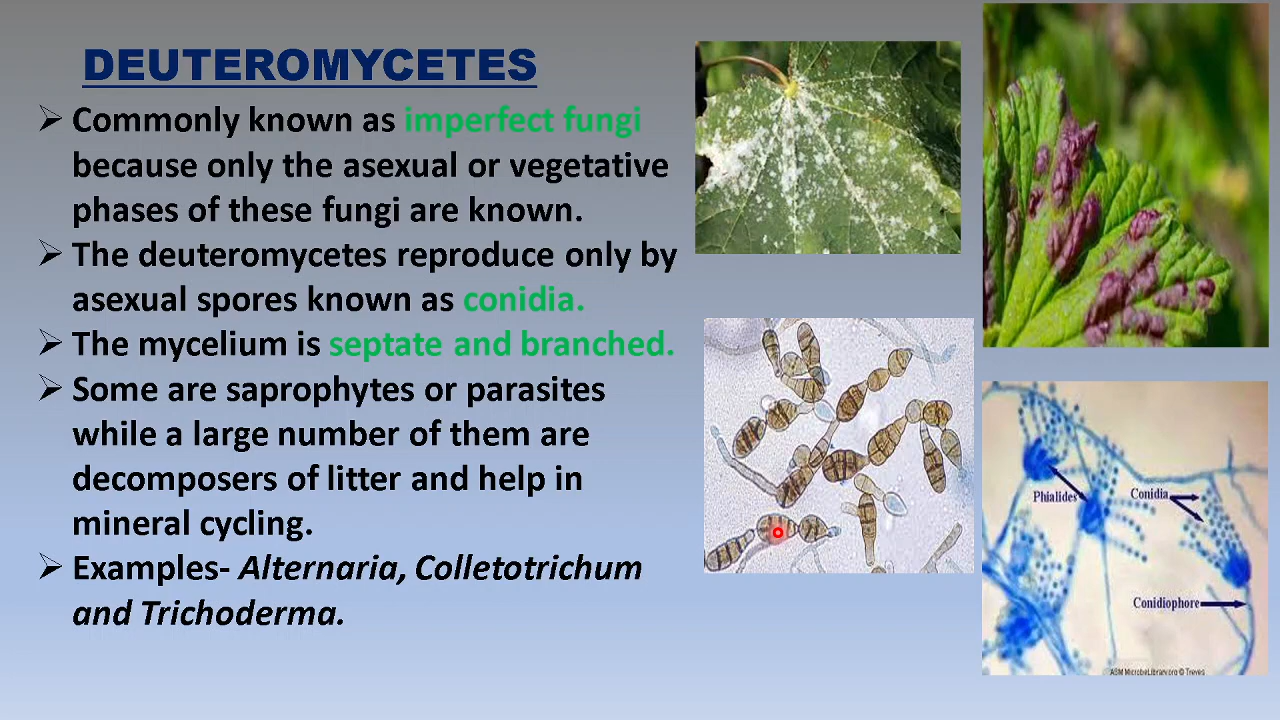 DEUTEROMYCETES
➢ Commonly known as imperfect fungi
because only the asexual or vegetative
phases of these fungi are known.
➢ The deuteromycetes reproduce only by
asexual spores known as conidia.
➢ The mycelium is septate and branched.
➢ Some are saprophytes or parasites
while a large number of them are
decomposers of litter and help in
mineral cycling.
➢ Examples- Alternaria, Colletotrichum
and Trichoderma.
Phialides
Conidia
Conidiophore
ASM MicrobeLibrary.org © Treves